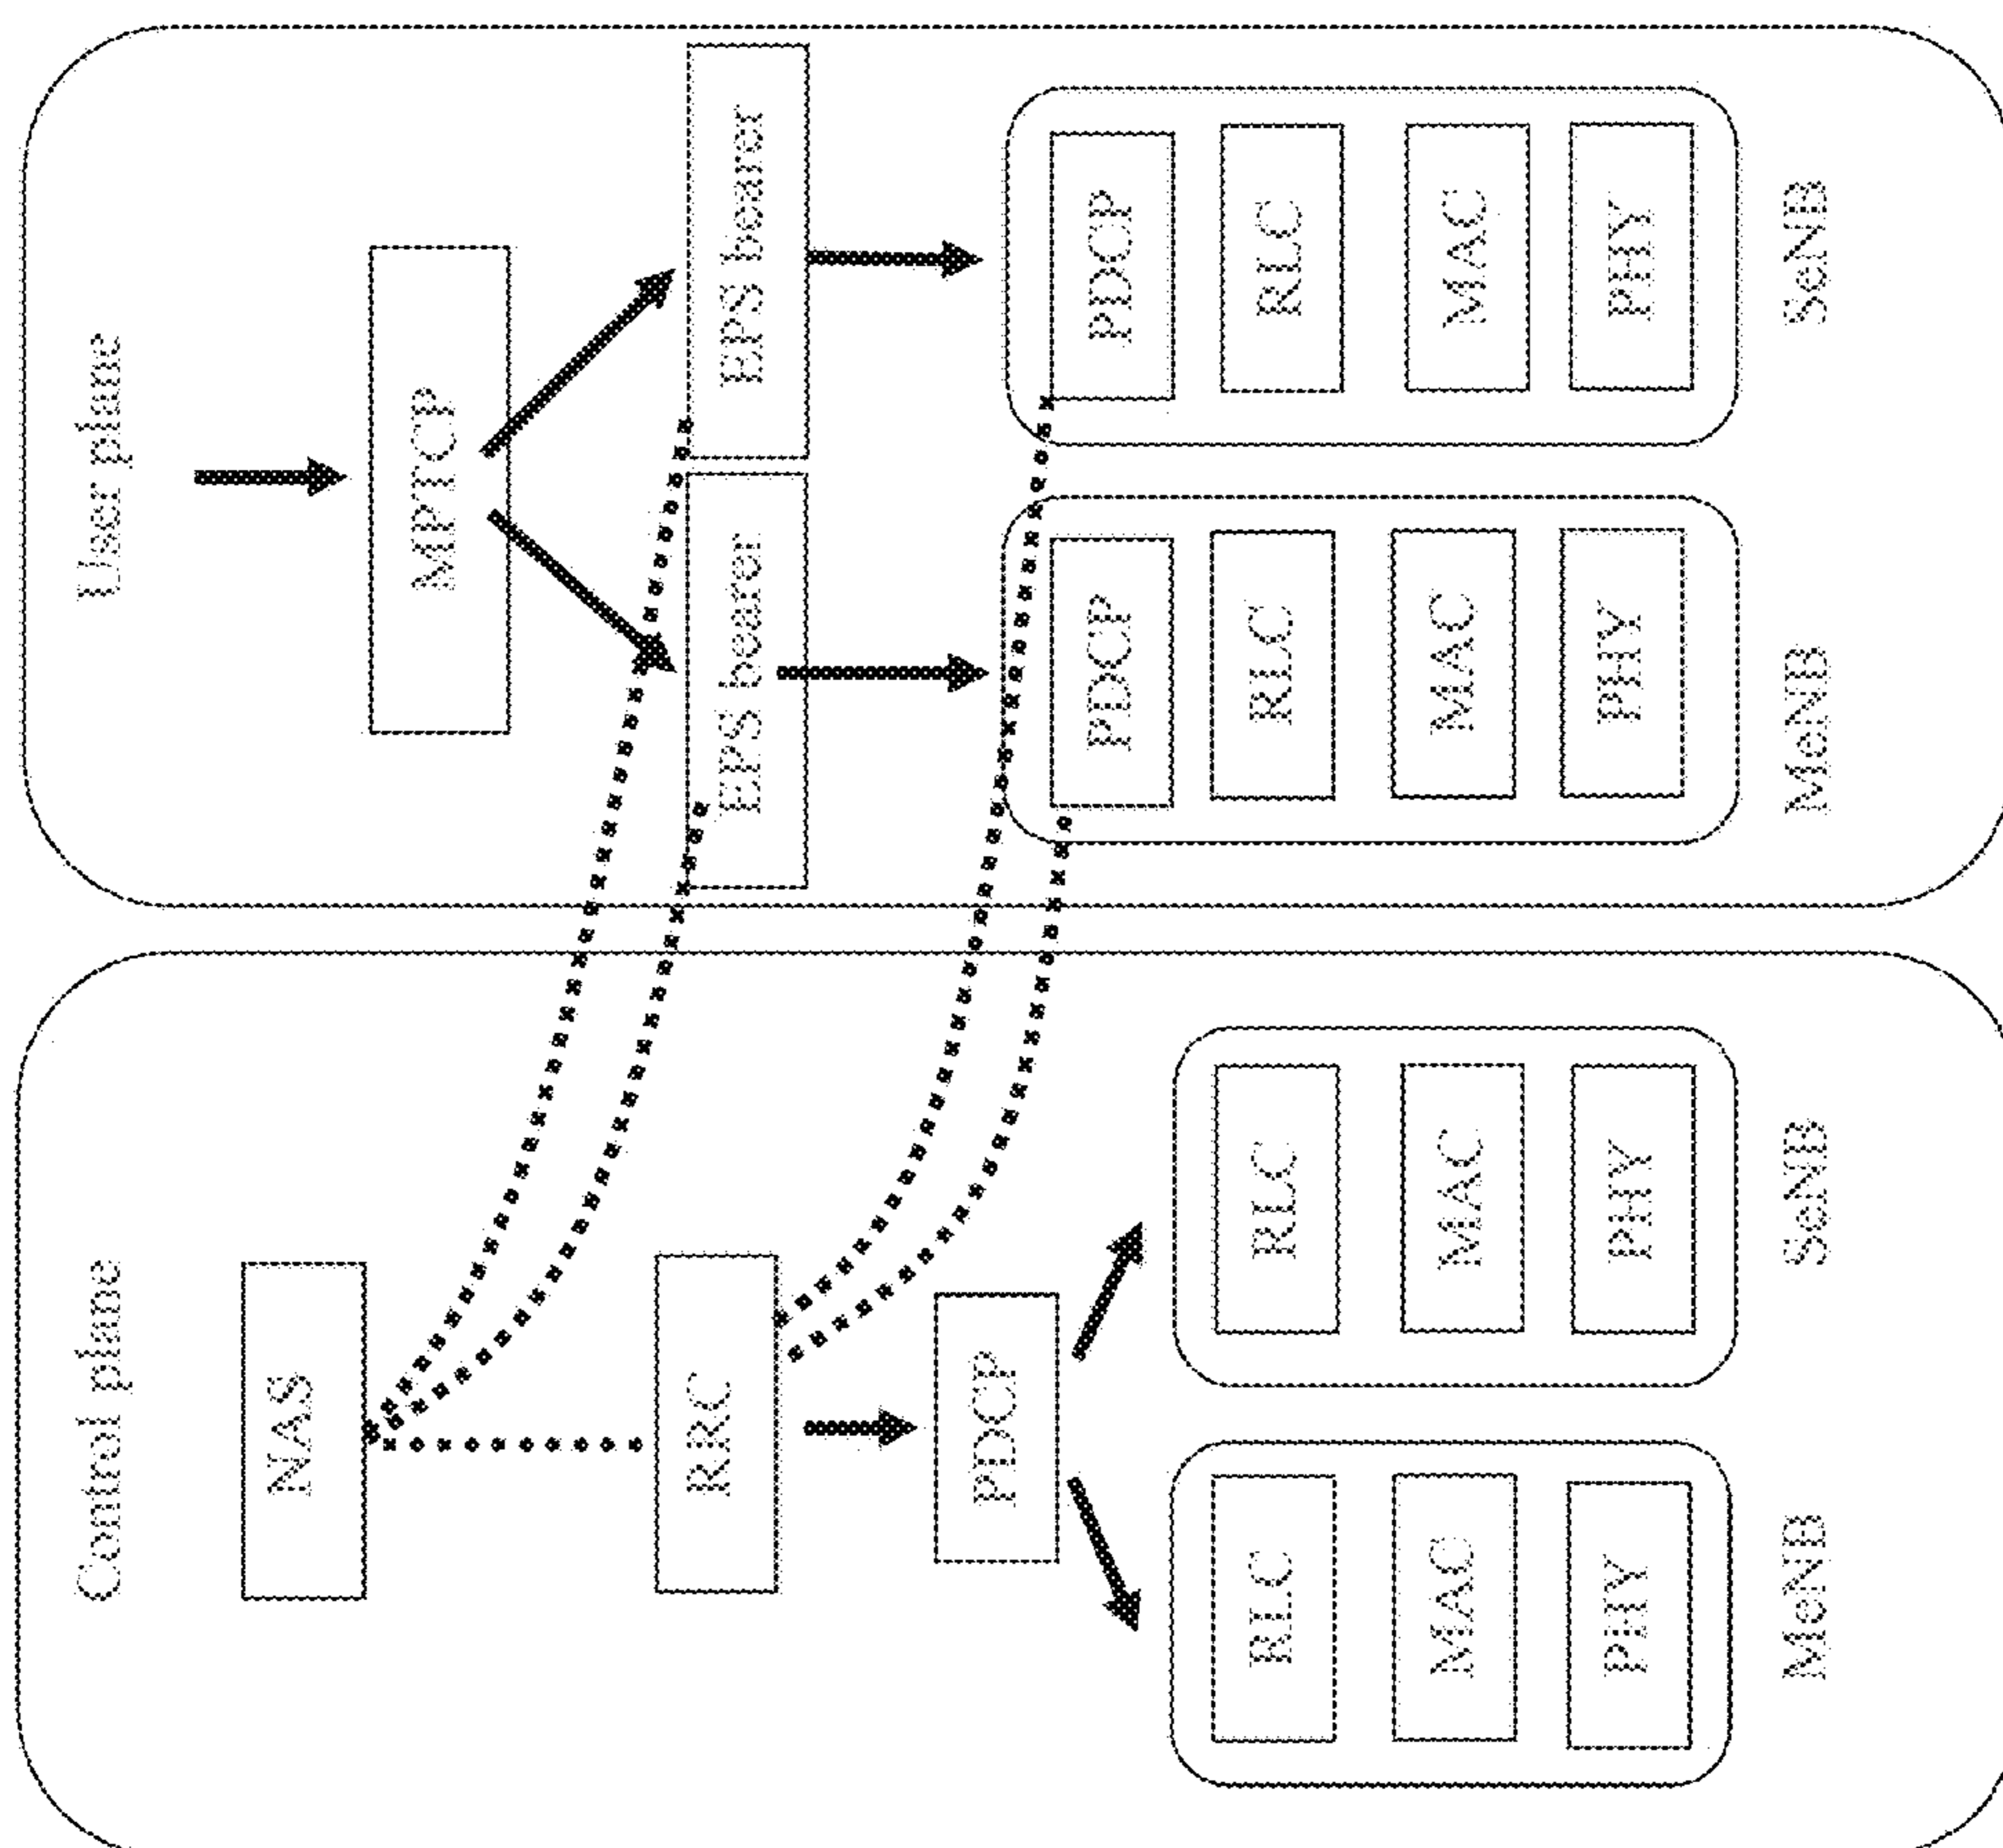 Control plane
NAS
RRC
PDCP
RLC
MAC
PHY
MeNB
RLC
MAC
PHY
SeNB
User plane
MPTCP
EPS bearer
EPS bearer
PDCP
RLC
MAC
PHY
MeNB
PDCP
RLC
MAC
PHY
SeNB